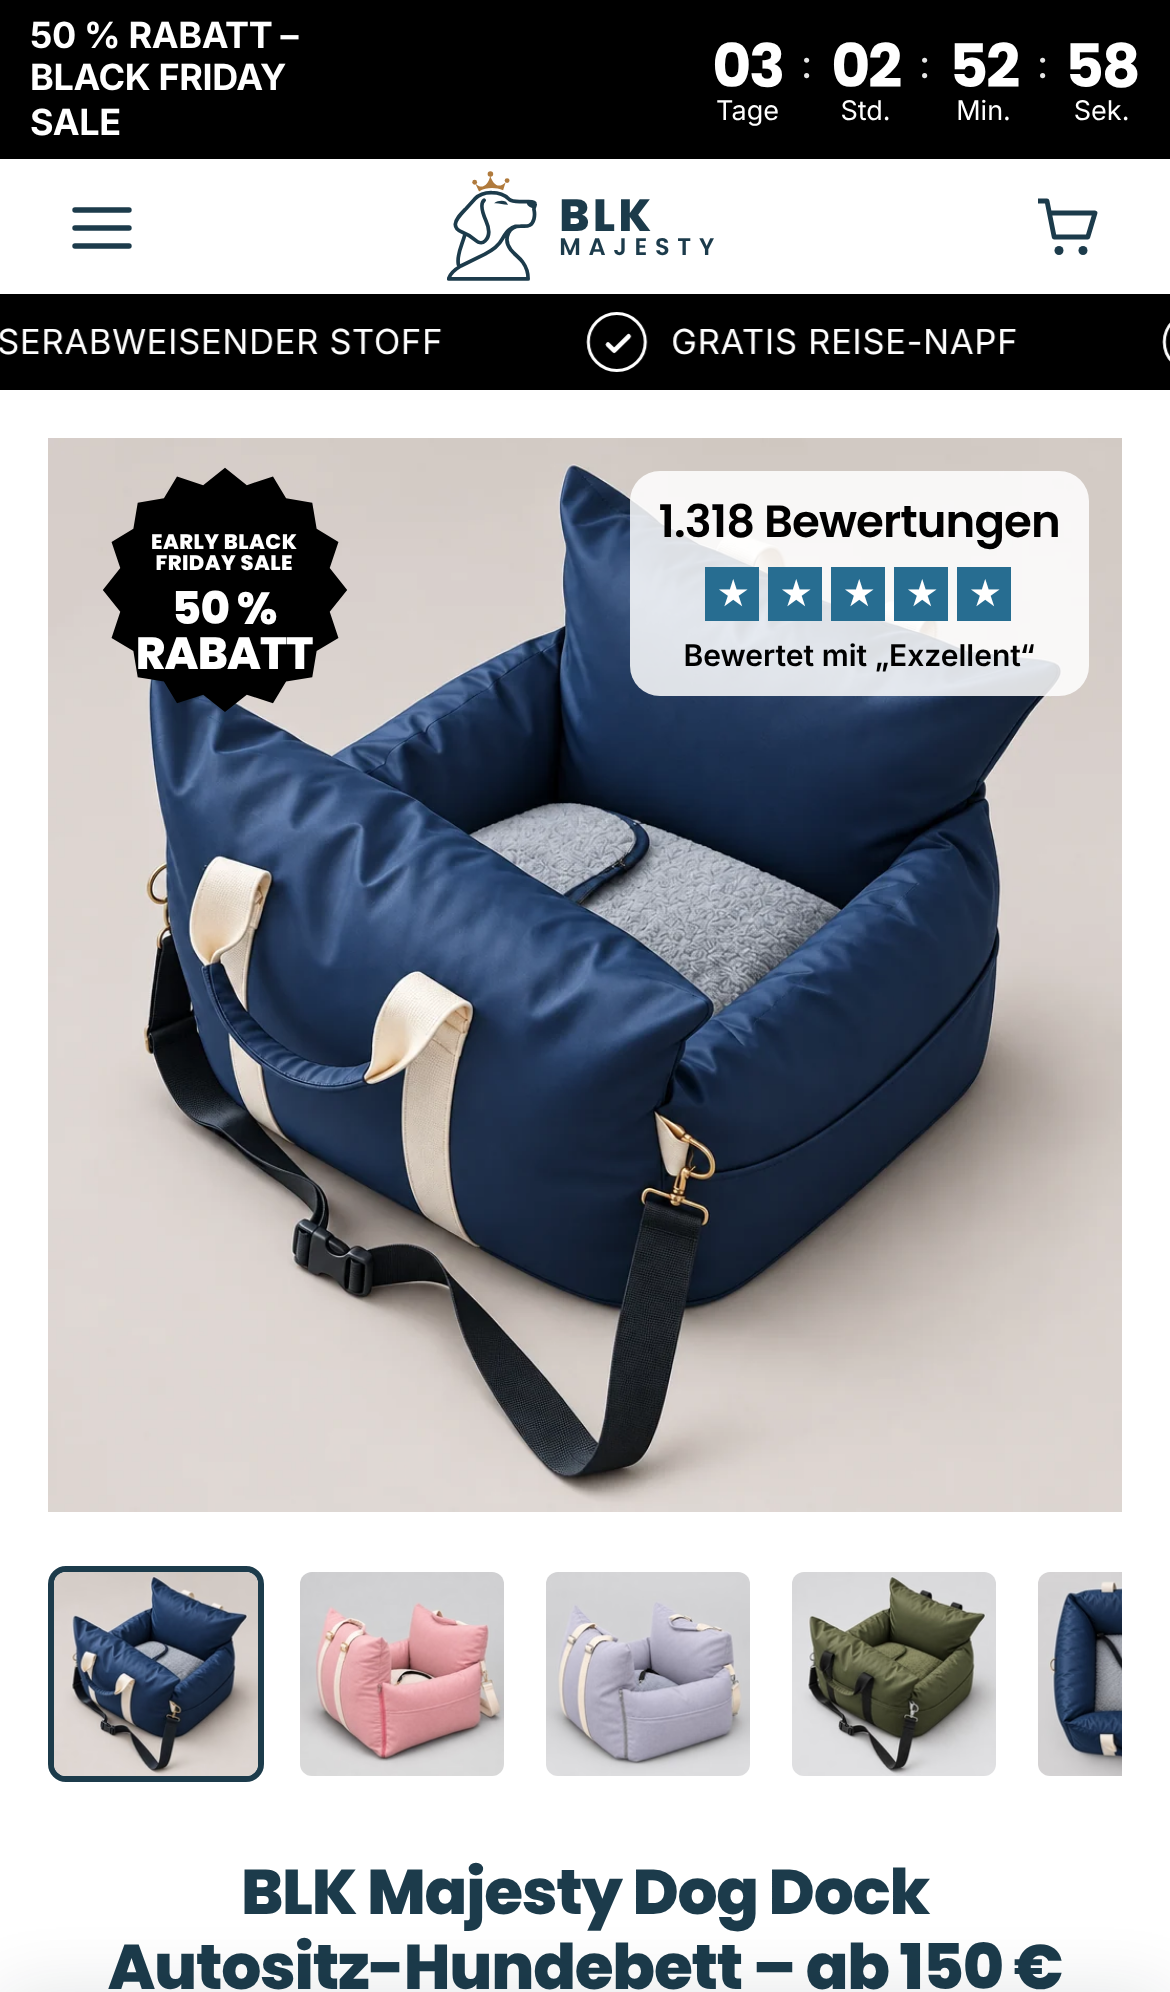 50 % RABATT –
BLACK FRIDAY
SALE
03 : 02 : 52 : 58
Tage Std. Min. Sek.
BLK
MAJESTY
SERABWEISENDER STOFF
GRATIS REISE-NAPF
EARLY BLACK
FRIDAY SALE
50 %
RABATT
1.318 Bewertungen
Bewertet mit „Exzellent“
BLK Majesty Dog Dock
Autositz-Hundebett – ab 150 €